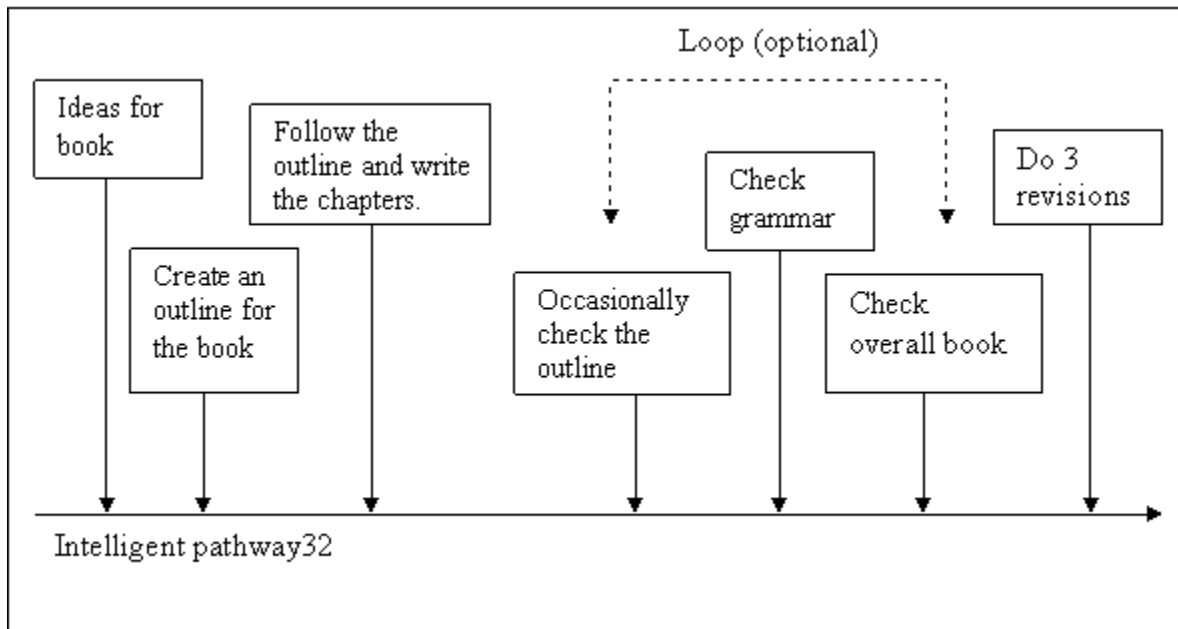 Loop (optional)
Ideas for
book
Follow the
outline and write
the chapters.
Create an
outline for
the book
Occasionally
check the
outline
Check
grammar
Check
overall book
Do 3
revisions
Intelligent pathway32